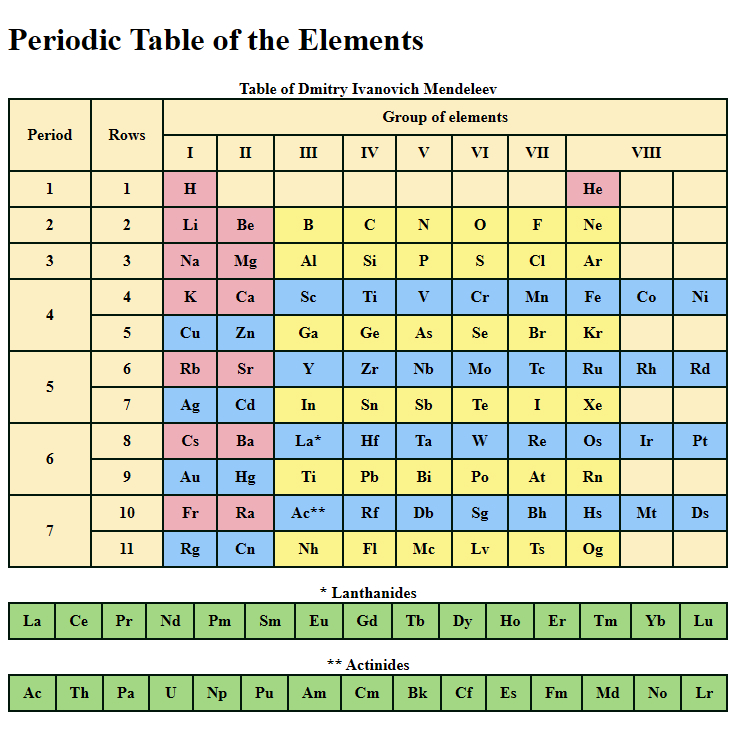 Periodic Table of the Elements
Table of Dmitry Ivanovich Mendeleev
Period Rows Group of elements
I II III IV V VI VII VIII
1 1 H He
2 2 Li Be B C N O F Ne
3 3 Na Mg Al Si P S Cl Ar
4 4 K Ca Sc Ti V Cr Mn Fe Co Ni
5 Cu Zn Ga Ge As Se Br Kr
5 6 Rb Sr Y Zr Nb Mo Tc Ru Rh Rd
7 Ag Cd In Sn Sb Te I Xe
6 8 Cs Ba La* Hf Ta W Re Os Ir Pt
9 Au Hg Ti Pb Bi Po At Rn
7 10 Fr Ra Ac** Rf Db Sg Bh Hs Mt Ds
11 Rg Cn Nh Fl Mc Lv Ts Og
* Lanthanides
La Ce Pr Nd Pm Sm Eu Gd Tb Dy Ho Er Tm Yb Lu
** Actinides
Ac Th Pa U Np Pu Am Cm Bk Cf Es Fm Md No Lr